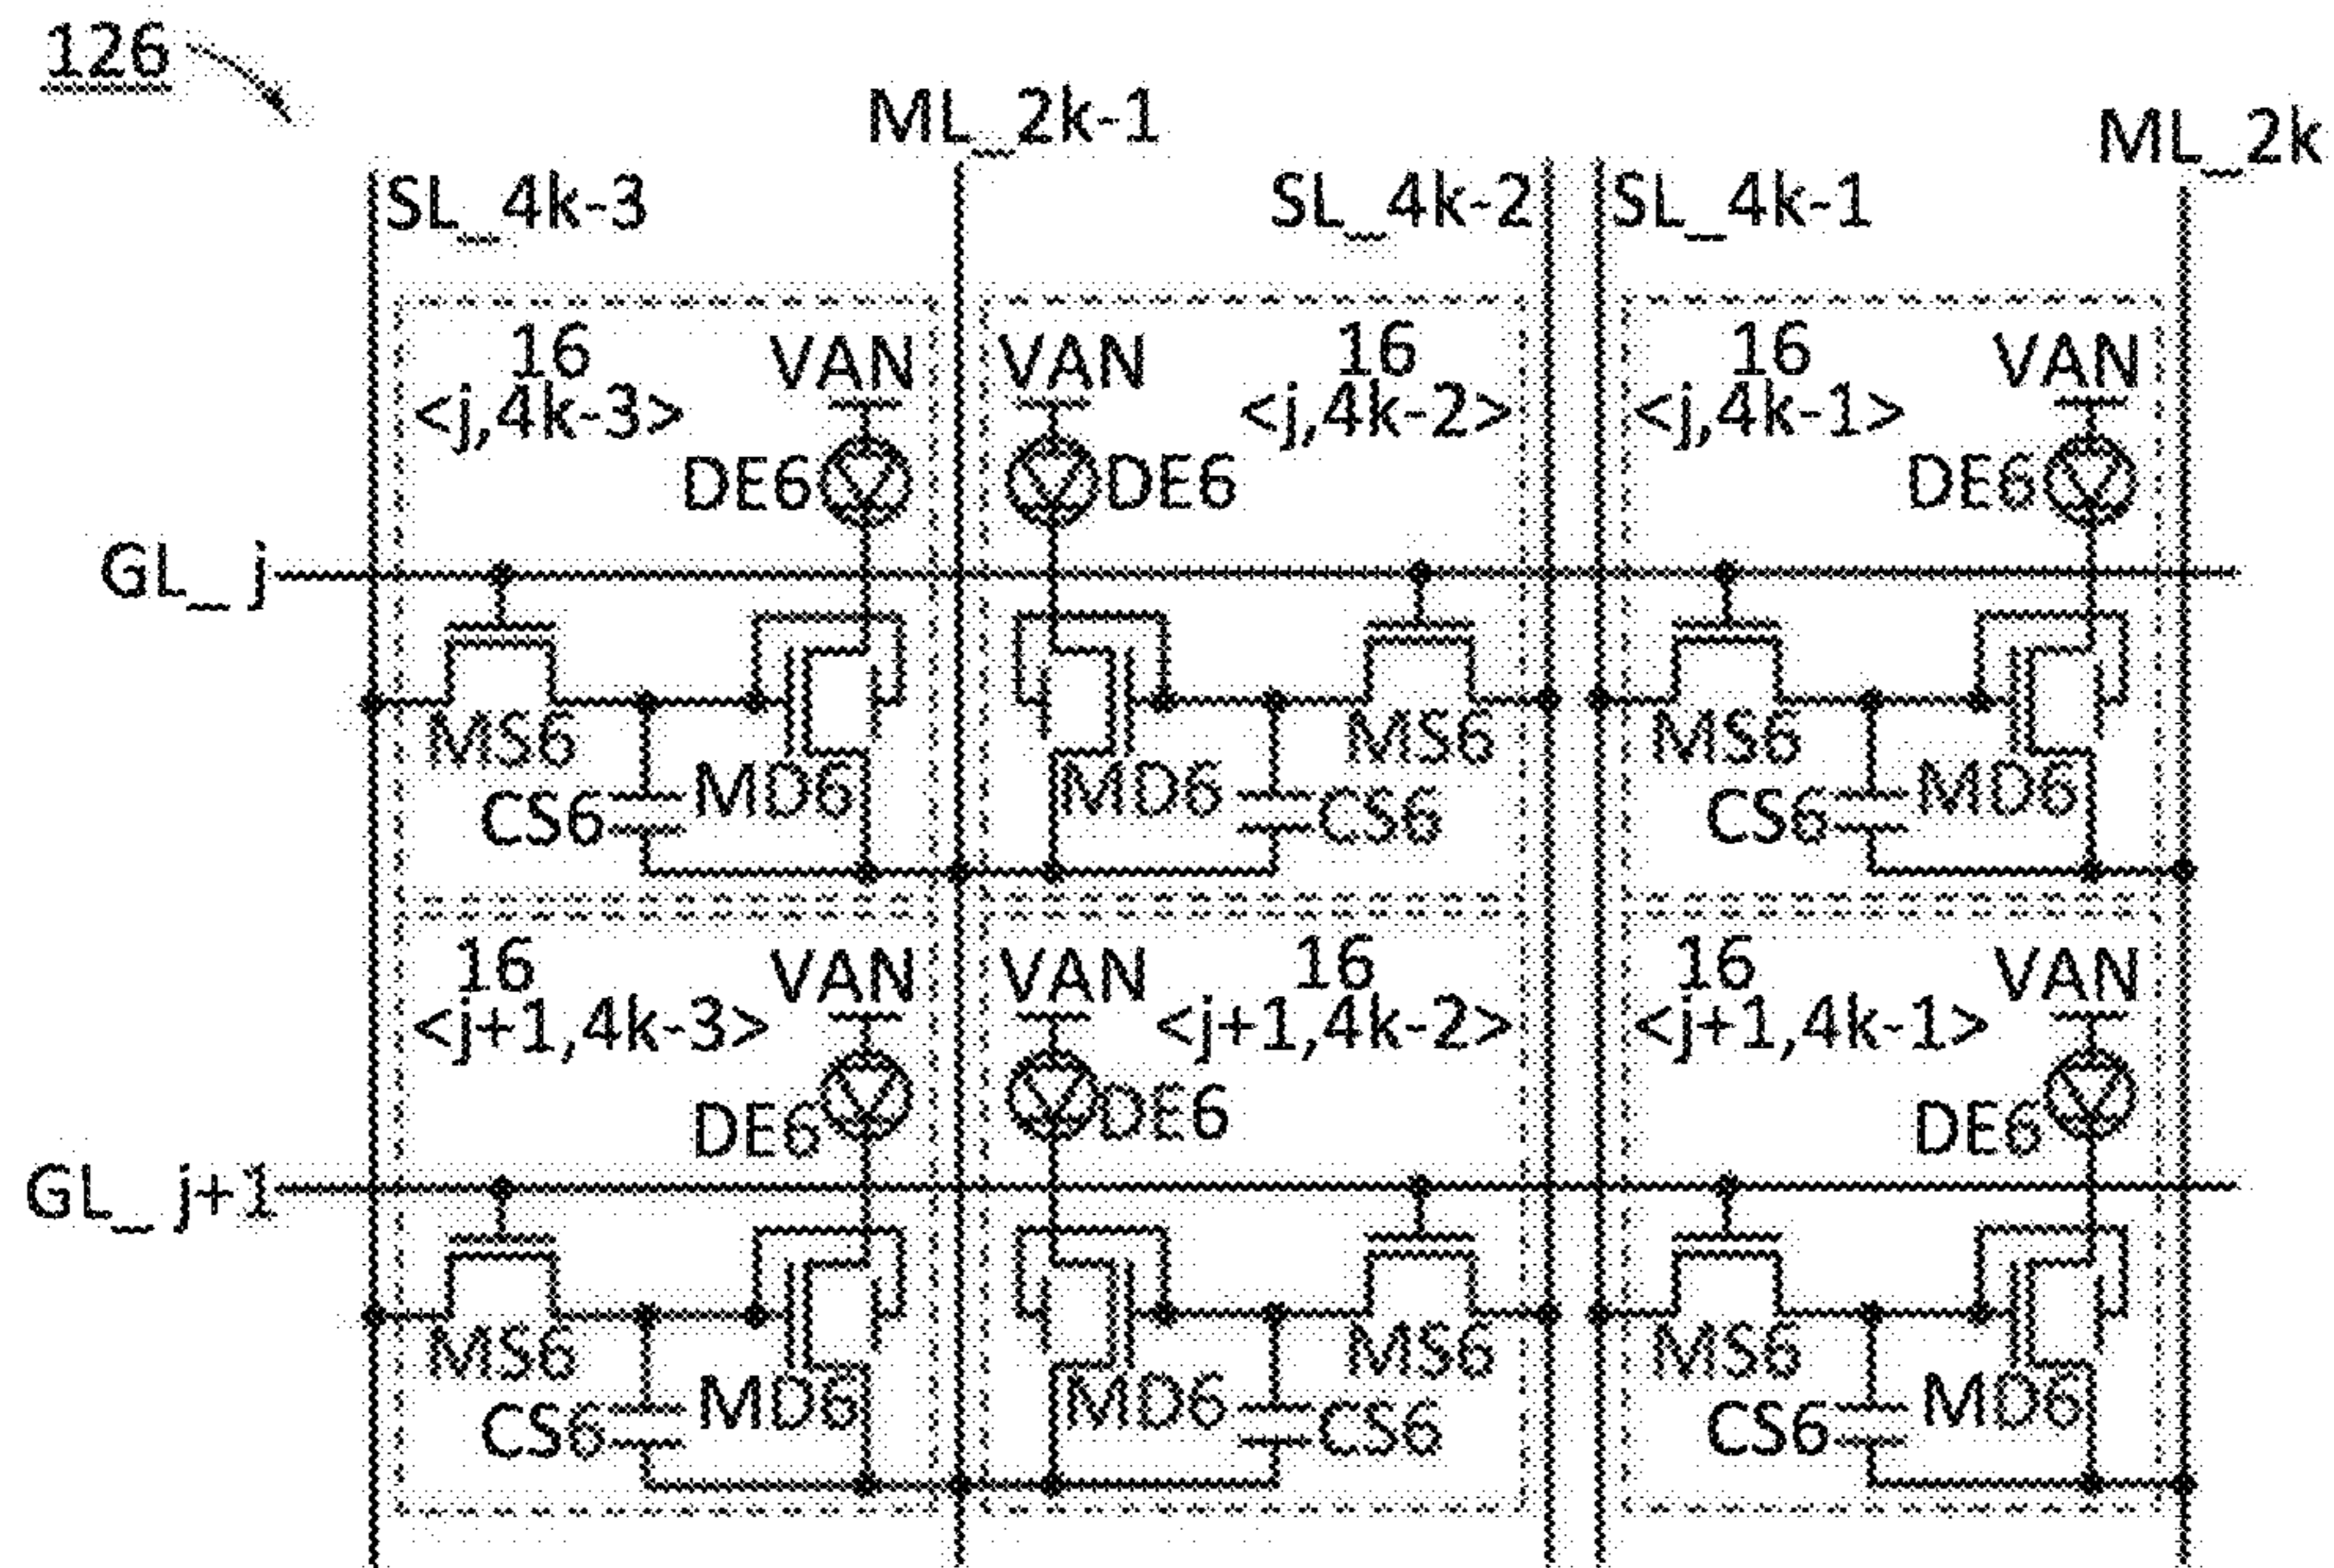 126
ML_2k-1
ML_2k
SL_4k-3
SL_4k-2
SL_4k-1
16
<j,4k-3>
VAN
DE6
VAN
DE6
16
<j,4k-2>
16
<j,4k-1>
VAN
DE6
GL_j
MS6
CS6
MD6
MD6
CS6
MS6
MS6
CS6
MD6
16
<j+1,4k-3>
VAN
DE6
VAN
DE6
16
<j+1,4k-2>
16
<j+1,4k-1>
VAN
DE6
GL_j+1
MS6
CS6
MD6
MD6
CS6
MS6
MS6
CS6
MD6